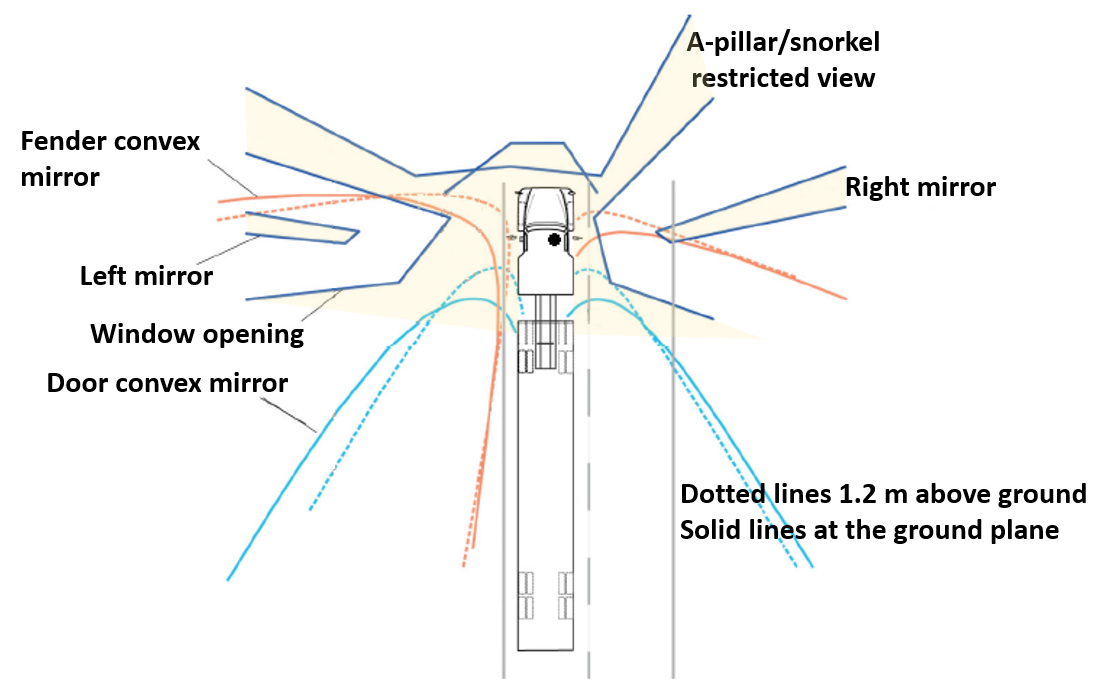 A-pillar/snorkel
restricted view
Fender convex
mirror
Right mirror
Left mirror
Window opening
Door convex mirror
Dotted lines 1.2 m above ground
Solid lines at the ground plane